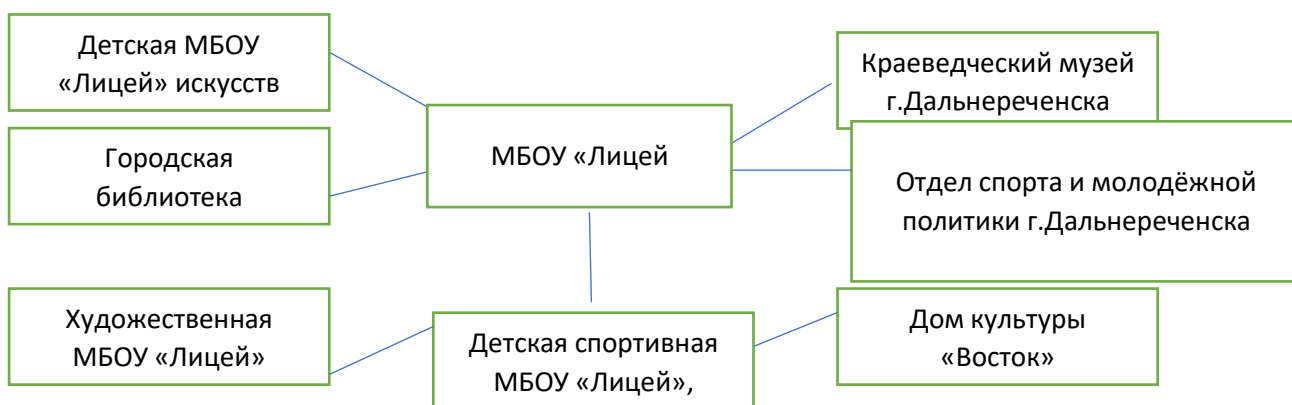 Детская МБОУ
«Лицей» искусств
Краеведческий музей
г.Дальнереченска
МБОУ «Лицей
Городская
библиотека
Отдел спорта и молодёжной
политики г.Дальнереченска
Художественная
МБОУ «Лицей»
Детская спортивная
МБОУ «Лицей»,
Дом культуры
«Восток»